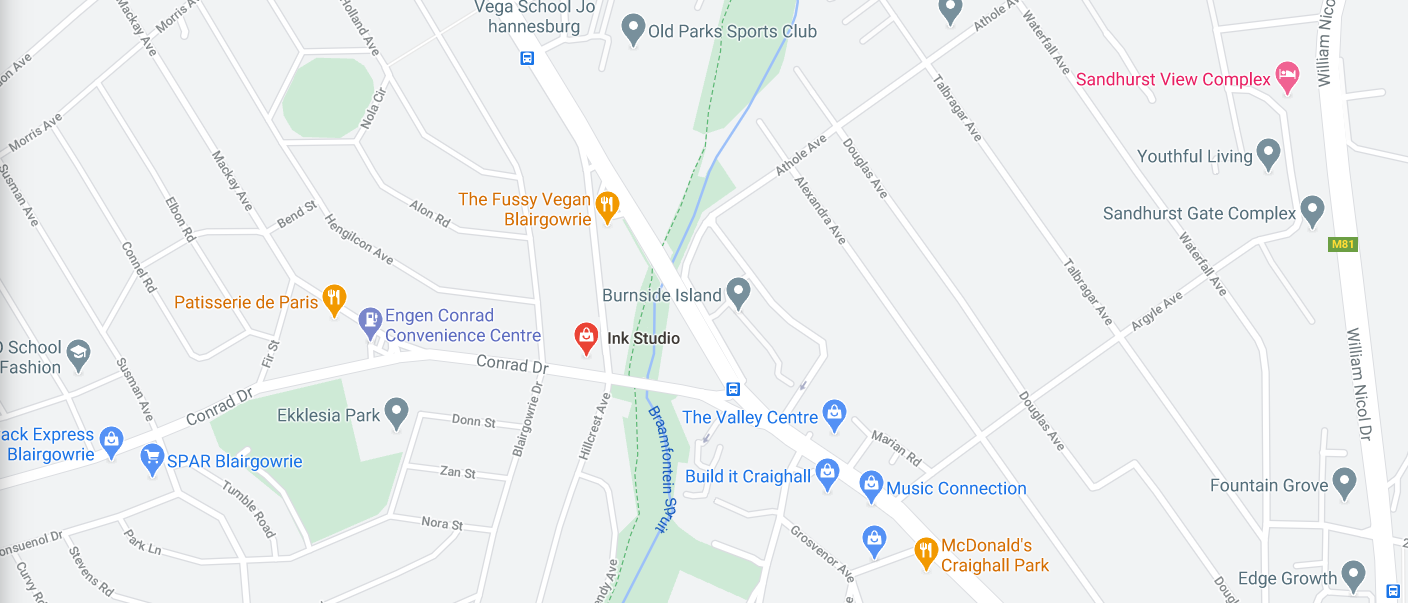 Vega School Jo
hannesburg
Old Parks Sports Club
Mackay Ave
Morris Ave
Holland Ave
Athole Ave
Waterfall Ave
William Nico
Sandhurst View Complex
Talbragar Ave
Nola Cir
Morris Ave
Susman Ave
Mackay Ave
Athole Ave
Douglas Ave
Youthful Living
Alexandra Ave
The Fussy Vegan
Blairgowrie
Alon Rd
Elbon Rd
Bend St
Hengilcon Ave
Connel Rd
Sandhurst Gate Complex
M81
Waterfall Ave
Talbragar Ave
Argyle Ave
Patisserie de Paris
Burnside Island
Engen Conrad
Convenience Centre
Ink Studio
School
Fashion
Fir St
Susman Ave
Conrad Dr
Conrad Dr
William Nicol Dr
Ekklesia Park
Donn St
Blairgowrie Dr
Hillcrest Ave
Braamfontein Spruit
The Valley Centre
Douglas Ave
Marian Rd
ack Express
Blairgowrie
SPAR Blairgowrie
Zan St
Build it Craighall
Music Connection
Fountain Grove
Tumble Road
Nora St
Park Ln
Stevens Rd
Grosvenor Ave
McDonald's
Craighall Park
Edge Growth